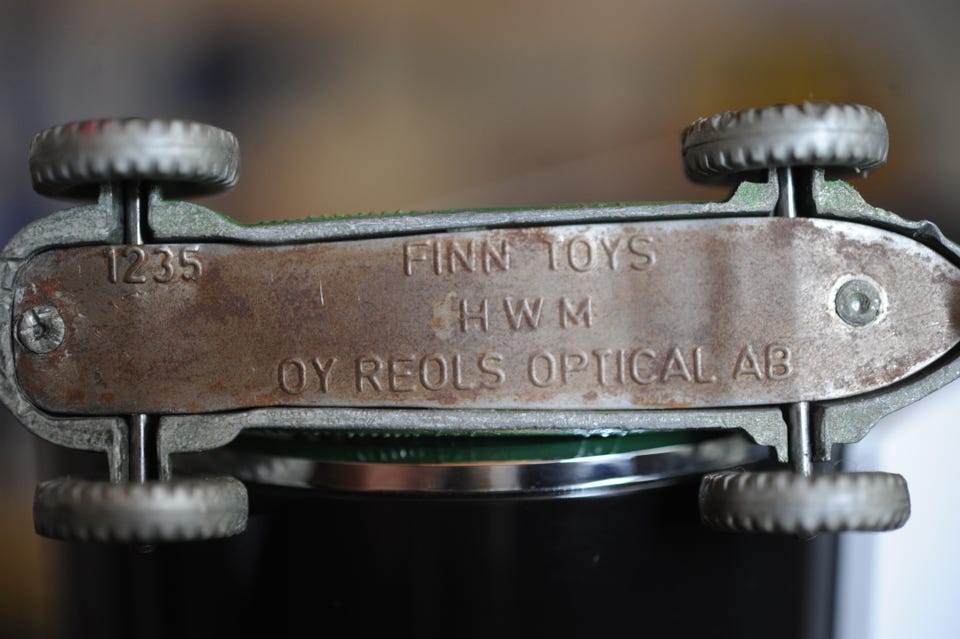 1235
FINN TOYS
HWM
OY REOLS OPTICAL AB